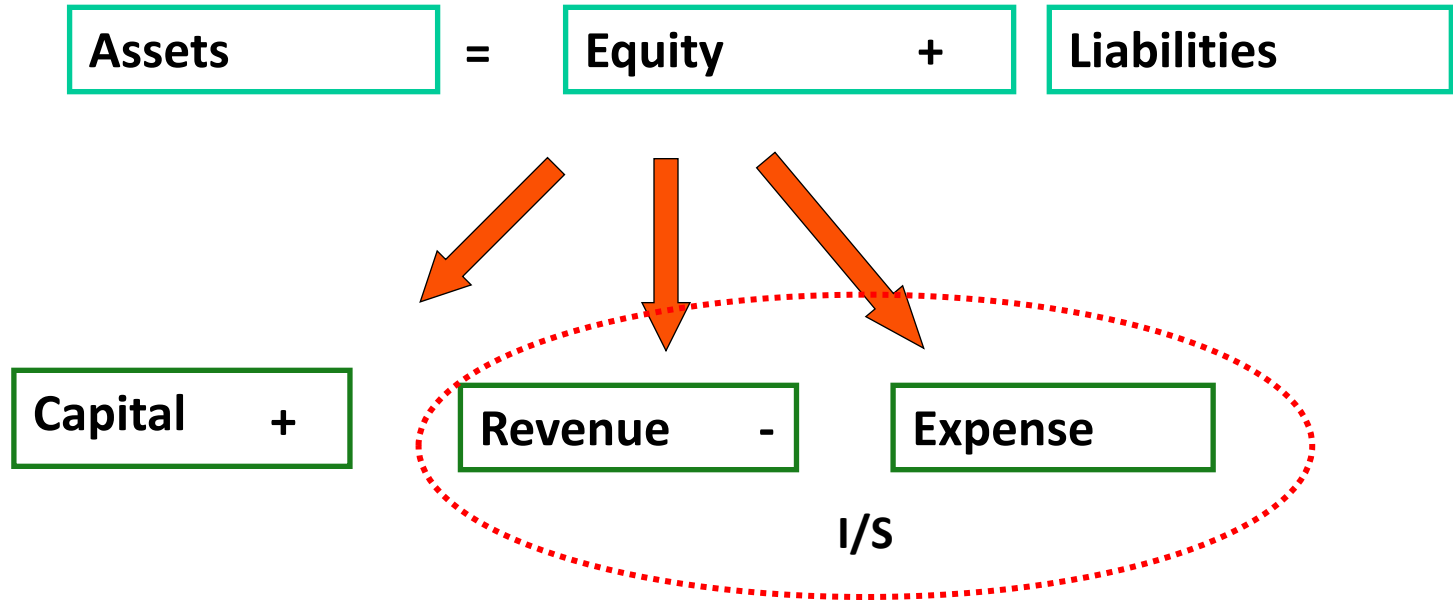 Assets = Equity + Liabilities
Capital + Revenue - Expense
I/S